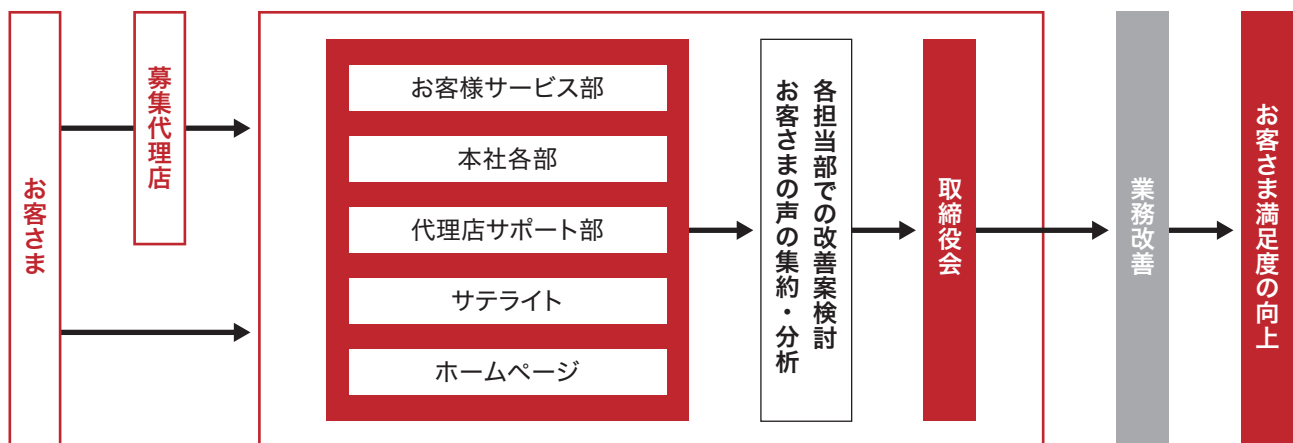 お客さま
募集代理店
お客様サービス部
本社各部
代理店サポート部
サテライト
ホームページ
各担当部での改善案検討
お客さまの声の集約・分析
取締役会
業務改善
お客さま満足度の向上